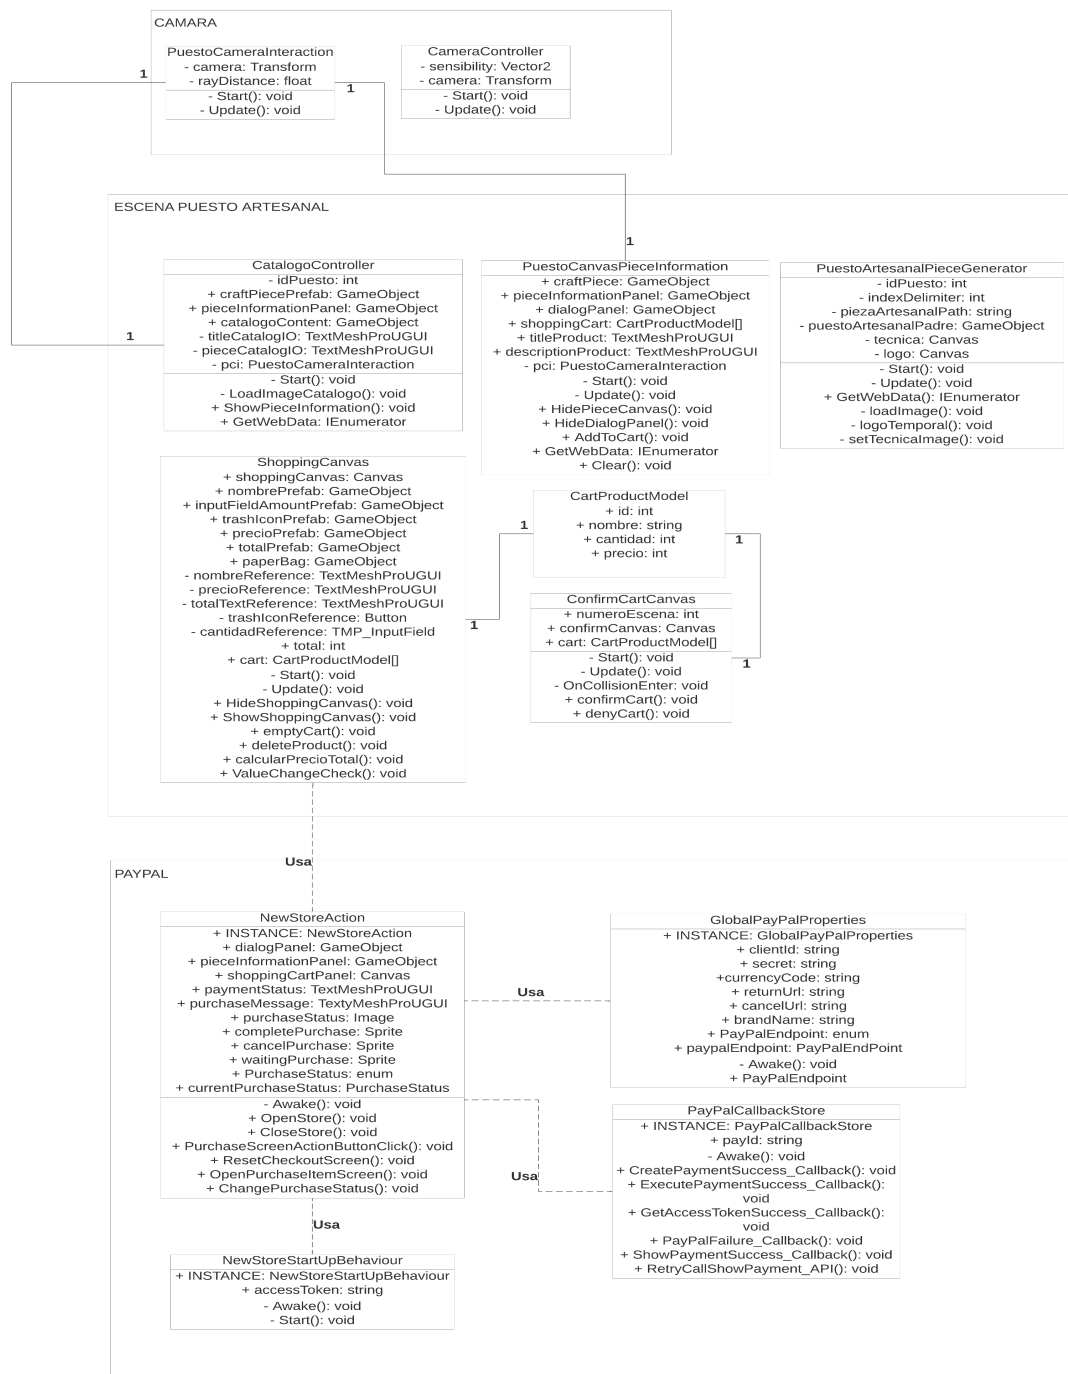 CAMARA
PuestoCameraInteraction
- camera: Transform
- rayDistance: float
- Start(): void
- Update(): void
CameraController
- sensibility: Vector2
- camera: Transform
- Start(): void
- Update(): void
1
1
ESCENA PUESTO ARTESANAL
1
1
CatalogoController
- idPuesto: int
+ craftPiecePrefab: GameObject
+ pieceInformationPanel: GameObject
+ catalogoContent: GameObject
- titleCatalogIO: TextMeshProUGUI
- pieceCatalogIO: TextMeshProUGUI
- pci: PuestoCameraInteraction
- Start(): void
- LoadImageCatalogo(): void
+ ShowPieceInformation(): void
+ GetWebData: IEnumerator
PuestoCanvasPieceInformation
+ craftPiece: GameObject
+ pieceInformationPanel: GameObject
+ dialogPanel: GameObject
+ shoppingCart: CartProductModel[]
+ titleProduct: TextMeshProUGUI
+ descriptionProduct: TextMeshProUGUI
- pci: PuestoCameraInteraction
- Start(): void
- Update(): void
+ HidePieceCanvas(): void
+ HideDialogPanel(): void
+ AddToCart(): void
+ GetWebData: IEnumerator
+ Clear(): void
PuestoArtesanalPieceGenerator
- idPuesto: int
- indexDelimiter: int
- piezaArtesanalPath: string
- puestoArtesanalPadre: GameObject
- tecnica: Canvas
- logo: Canvas
- Start(): void
- Update(): void
+ GetWebData(): IEnumerator
- loadImage(): void
- logoTemporal(): void
- setTecnicaImage(): void
ShoppingCanvas
+ shoppingCanvas: Canvas
+ nombrePrefab: GameObject
+ inputFieldAmountPrefab: GameObject
+ trashIconPrefab: GameObject
+ precioPrefab: GameObject
+ totalPrefab: GameObject
+ paperBag: GameObject
- nombreReference: TextMeshProUGUI
- precioReference: TextMeshProUGUI
- totalTextReference: TextMeshProUGUI
- trashIconReference: Button
- cantidadReference: TMP_InputField
+ total: int
+ cart: CartProductModel[]
- Start(): void
- Update(): void
+ HideShoppingCanvas(): void
+ ShowShoppingCanvas(): void
+ emptyCart(): void
+ deleteProduct(): void
+ calcularPrecioTotal(): void
+ ValueChangeCheck(): void
1
1
CartProductModel
+ id: int
+ nombre: string
+ cantidad: int
+ precio: int
1
1
ConfirmCartCanvas
+ numeroEscena: int
+ confirmCanvas: Canvas
+ cart: CartProductModel[]
- Start(): void
- Update(): void
- OnCollisionEnter: void
+ confirmCart(): void
+ denyCart(): void
Usa
PAYPAL
NewStoreAction
+ INSTANCE: NewStoreAction
+ dialogPanel: GameObject
+ pieceInformationPanel: GameObject
+ shoppingCartPanel: Canvas
+ paymentStatus: TextMeshProUGUI
+ purchaseMessage: TextyMeshProUGUI
+ purchaseStatus: Image
+ completePurchase: Sprite
+ cancelPurchase: Sprite
+ waitingPurchase: Sprite
+ PurchaseStatus: enum
+ currentPurchaseStatus: PurchaseStatus
- Awake(): void
+ OpenStore(): void
+ CloseStore(): void
+ PurchaseScreenActionButtonClick(): void
+ ResetCheckoutScreen(): void
+ OpenPurchaseItemScreen(): void
+ ChangePurchaseStatus(): void
Usa
GlobalPayPalProperties
+ INSTANCE: GlobalPayPalProperties
+ clientId: string
+ secret: string
+currencyCode: string
+ returnUrl: string
+ cancelUrl: string
+ brandName: string
+ PayPalEndpoint: enum
+ paypalEndpoint: PayPalEndPoint
- Awake(): void
+ PayPalEndpoint
Usa
PayPalCallbackStore
+ INSTANCE: PayPalCallbackStore
+ payId: string
- Awake(): void
+ CreatePaymentSuccess_Callback(): void
+ ExecutePaymentSuccess_Callback():
void
+ GetAccessTokenSuccess_Callback():
void
+ PayPalFailure_Callback(): void
+ ShowPaymentSuccess_Callback(): void
+ RetryCallShowPayment_API(): void
Usa
NewStoreStartUpBehaviour
+ INSTANCE: NewStoreStartUpBehaviour
+ accessToken: string
- Awake(): void
- Start(): void